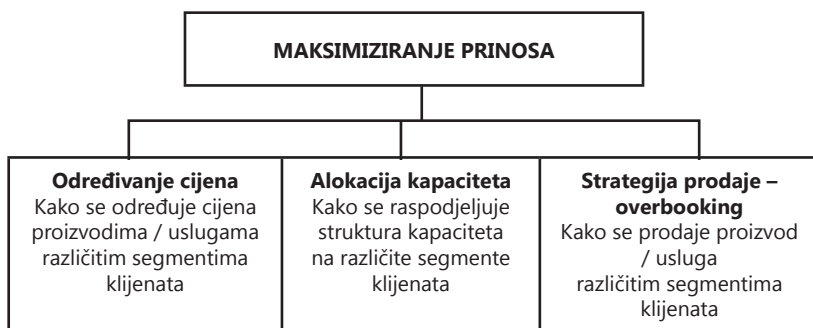 MAKSIMIZIRANJE PRINOSA
Određivanje cijena
Kako se određuje cijena
proizvodima / uslugama
različitim segmentima
klijenata
Alokacija kapaciteta
Kako se raspodjeljuje
struktura kapaciteta
na različite segmente
klijenata
Strategija prodaje –
overbooking
Kako se prodaje proizvod
/ usluga
različitim segmentima
klijenata